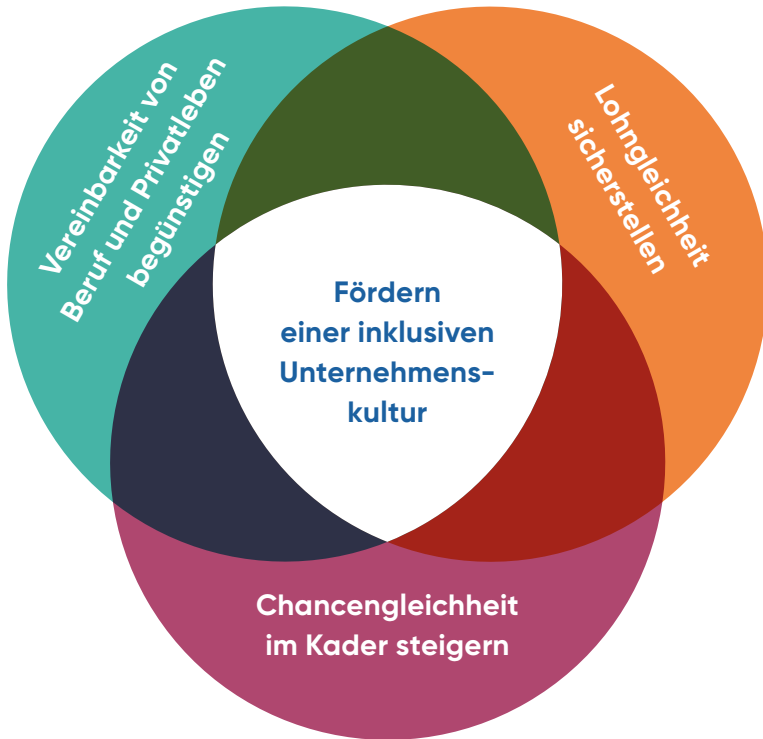 Vereinbarkeit von
Beruf und Privatleben
begünstigen
Lohngleichheit
sicherstellen
Fördern
einer inklusiven
Unternehmens-
kultur
Chancengleichheit
im Kader steigern